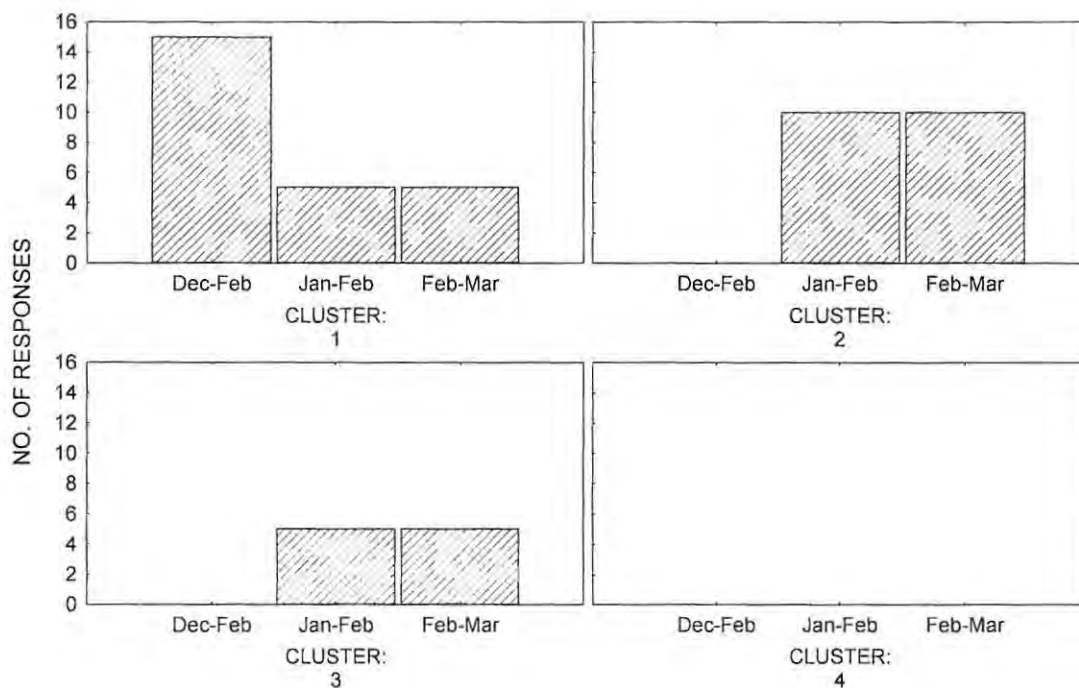 NO. OF RESPONSES
16
14
12
10
8
6
4
2
0
Dec-Feb Jan-Feb Feb-Mar
CLUSTER:
1
Dec-Feb Jan-Feb Feb-Mar
CLUSTER:
2
16
14
12
10
8
6
4
2
0
Dec-Feb Jan-Feb Feb-Mar
CLUSTER:
3
Dec-Feb Jan-Feb Feb-Mar
CLUSTER:
4